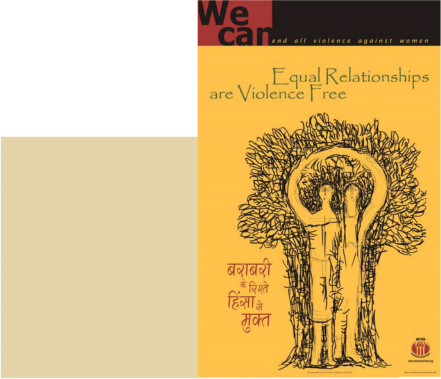 We
can
end all violence against women
Equal Relationships
are Violence Free
बराबरी
के रिश्ते
हिंसा से
मुक्त